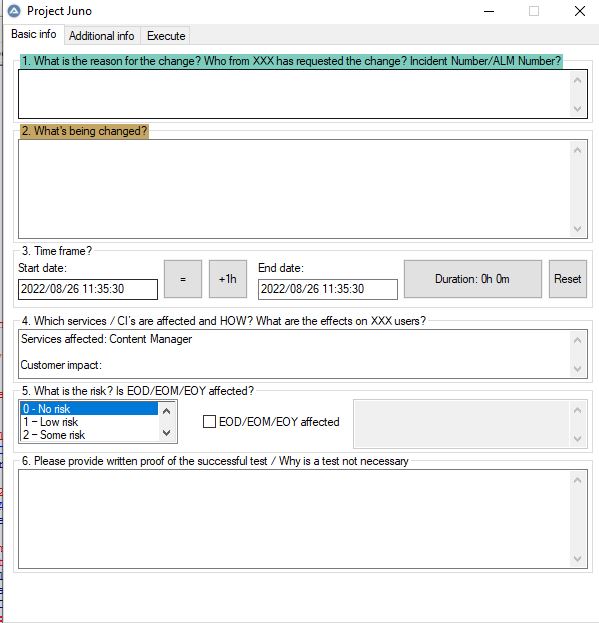 Project Juno
Basic info Additional info Execute
1. What is the reason for the change? Who from XXX has requested the change? Incident Number/ALM Number?
2. What's being changed?
3. Time frame?
Start date: End date:
2022/08/26 11:35:30 = +1h 2022/08/26 11:35:30 Duration: 0h 0m Reset
4. Which services / CI's are affected and HOW? What are the effects on XXX users?
Services affected: Content Manager
Customer impact:
5. What is the risk? Is EOD/EOM/EOY affected?
0 - No risk
1 – Low risk
2 – Some risk
EOD/EOM/EOY affected
6. Please provide written proof of the successful test / Why is a test not necessary